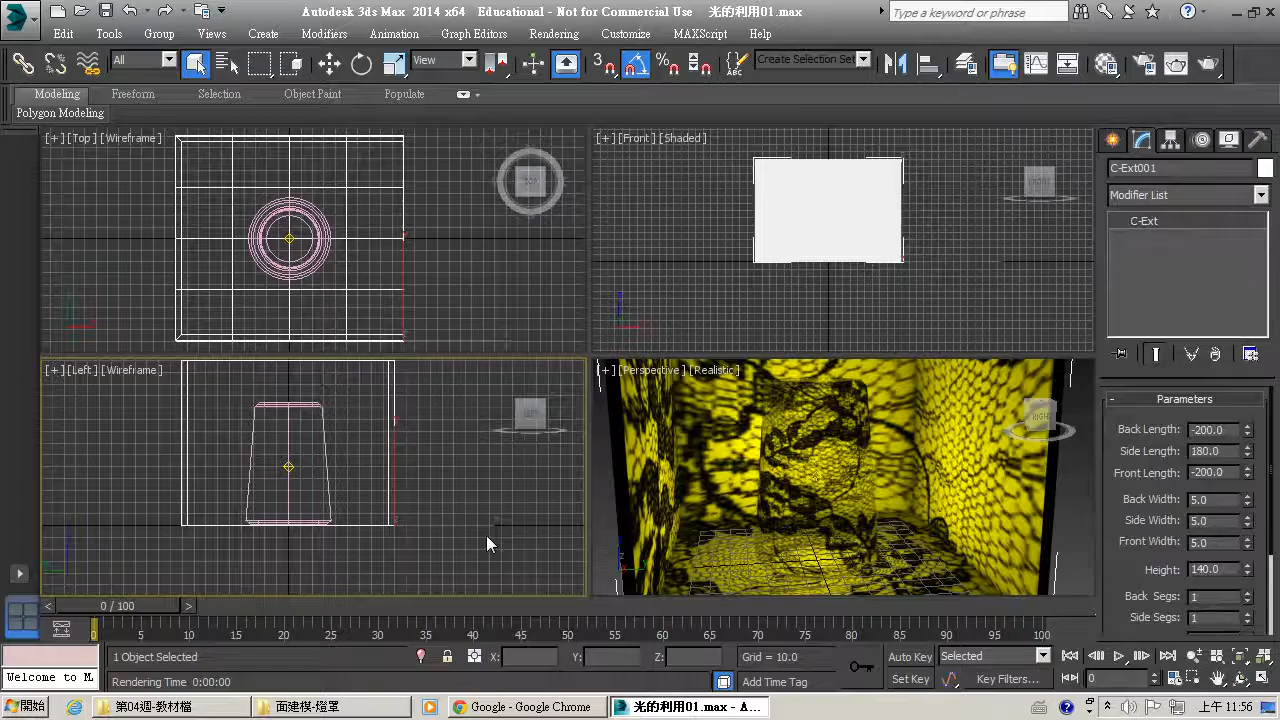 Autodesk 3ds Max 2014 x64 Educational - Not for Commercial Use 光的利用01.max
Type a keyword or phrase
Edit Tools Group Views Create Modifiers Animation Graph Editors Rendering Customize MAXScript Help
All View 3 Create Selection Set
Modeling Freeform Selection Object Paint Populate
Polygon Modeling
[+][Top][Wireframe]
TOP
[+][Front][Shaded]
FRONT
[+][Left][Wireframe]
LEFT
[+][Perspective][Realistic]
RIGHT
C-Ext001
Modifier List
C-Ext
- Parameters
Back Length: -200.0
Side Length: 180.0
Front Length: -200.0
Back Width: 5.0
Side Width: 5.0
Front Width: 5.0
Height: 140.0
Back Segs: 1
Side Segs: 1
< 0 / 100 >
0 5 10 15 20 25 30 35 40 45 50 55 60 65 70 75 80 85 90 95 100
1 Object Selected X: Y: Z: Grid = 10.0 Auto Key Selected
Welcome to M. Rendering Time 0:00:00 Add Time Tag Set Key Key Filters... 0
開始 第04週-教材檔 面建模-燈罩 Google - Google Chrome 光的利用01.max - A... 上午 11:56